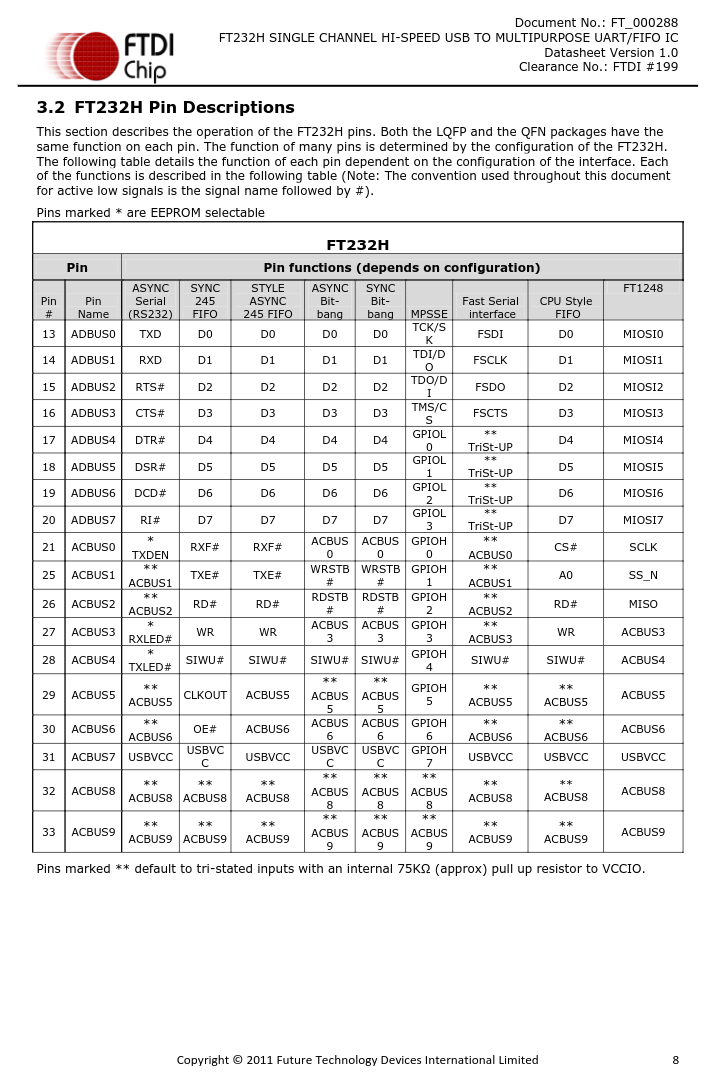 FTDI
Chip
Document No.: FT_000288
FT232H SINGLE CHANNEL HI-SPEED USB TO MULTIPURPOSE UART/FIFO IC
Datasheet Version 1.0
Clearance No.: FTDI #199
3.2 FT232H Pin Descriptions
This section describes the operation of the FT232H pins. Both the LQFP and the QFN packages have the
same function on each pin. The function of many pins is determined by the configuration of the FT232H.
The following table details the function of each pin dependent on the configuration of the interface. Each
of the functions is described in the following table (Note: The convention used throughout this document
for active low signals is the signal name followed by #).
Pins marked * are EEPROM selectable
FT232H
Pin Pin functions (depends on configuration)
Pin # Pin Name ASYNC Serial (RS232) SYNC 245 FIFO STYLE ASYNC 245 FIFO ASYNC Bit-bang SYNC Bit-bang MPSSE Fast Serial interface CPU Style FIFO FT1248
13 ADBUS0 TXD D0 D0 D0 D0 TCK/SK FSDI D0 MIOSI0
14 ADBUS1 RXD D1 D1 D1 D1 TDI/DO FSCLK D1 MIOSI1
15 ADBUS2 RTS# D2 D2 D2 D2 TDO/DI FSDO D2 MIOSI2
16 ADBUS3 CTS# D3 D3 D3 D3 TMS/CS FSCTS D3 MIOSI3
17 ADBUS4 DTR# D4 D4 D4 D4 GPIOL0 ** TriSt-UP D4 MIOSI4
18 ADBUS5 DSR# D5 D5 D5 D5 GPIOL1 ** TriSt-UP D5 MIOSI5
19 ADBUS6 DCD# D6 D6 D6 D6 GPIOL2 ** TriSt-UP D6 MIOSI6
20 ADBUS7 RI# D7 D7 D7 D7 GPIOL3 ** TriSt-UP D7 MIOSI7
21 ACBUS0 * TXDEN RXF# RXF# ACBUS0 ACBUS0 GPIOH0 ** ACBUS0 CS# SCLK
25 ACBUS1 ** ACBUS1 TXE# TXE# WRSTB# WRSTB# GPIOH1 ** ACBUS1 A0 SS_N
26 ACBUS2 ** ACBUS2 RD# RD# RDSTB# RDSTB# GPIOH2 ** ACBUS2 RD# MISO
27 ACBUS3 * RXLED# WR WR ACBUS3 ACBUS3 GPIOH3 ** ACBUS3 WR ACBUS3
28 ACBUS4 * TXLED# SIWU# SIWU# SIWU# SIWU# GPIOH4 SIWU# SIWU# ACBUS4
29 ACBUS5 ** ACBUS5 CLKOUT ACBUS5 ** ACBUS5 ** ACBUS5 GPIOH5 ** ACBUS5 ** ACBUS5 ACBUS5
30 ACBUS6 ** ACBUS6 OE# ACBUS6 ACBUS6 ACBUS6 GPIOH6 ** ACBUS6 ** ACBUS6 ACBUS6
31 ACBUS7 USBVCC USBVCC USBVCC USBVCC USBVCC GPIOH7 USBVCC USBVCC USBVCC
32 ACBUS8 ** ACBUS8 ** ACBUS8 ** ACBUS8 ** ACBUS8 ** ACBUS8 ** ACBUS8 ** ACBUS8 ** ACBUS8 ACBUS8
33 ACBUS9 ** ACBUS9 ** ACBUS9 ** ACBUS9 ** ACBUS9 ** ACBUS9 ** ACBUS9 ** ACBUS9 ** ACBUS9 ACBUS9
Pins marked ** default to tri-stated inputs with an internal 75KΩ (approx) pull up resistor to VCCIO.
Copyright © 2011 Future Technology Devices International Limited 8